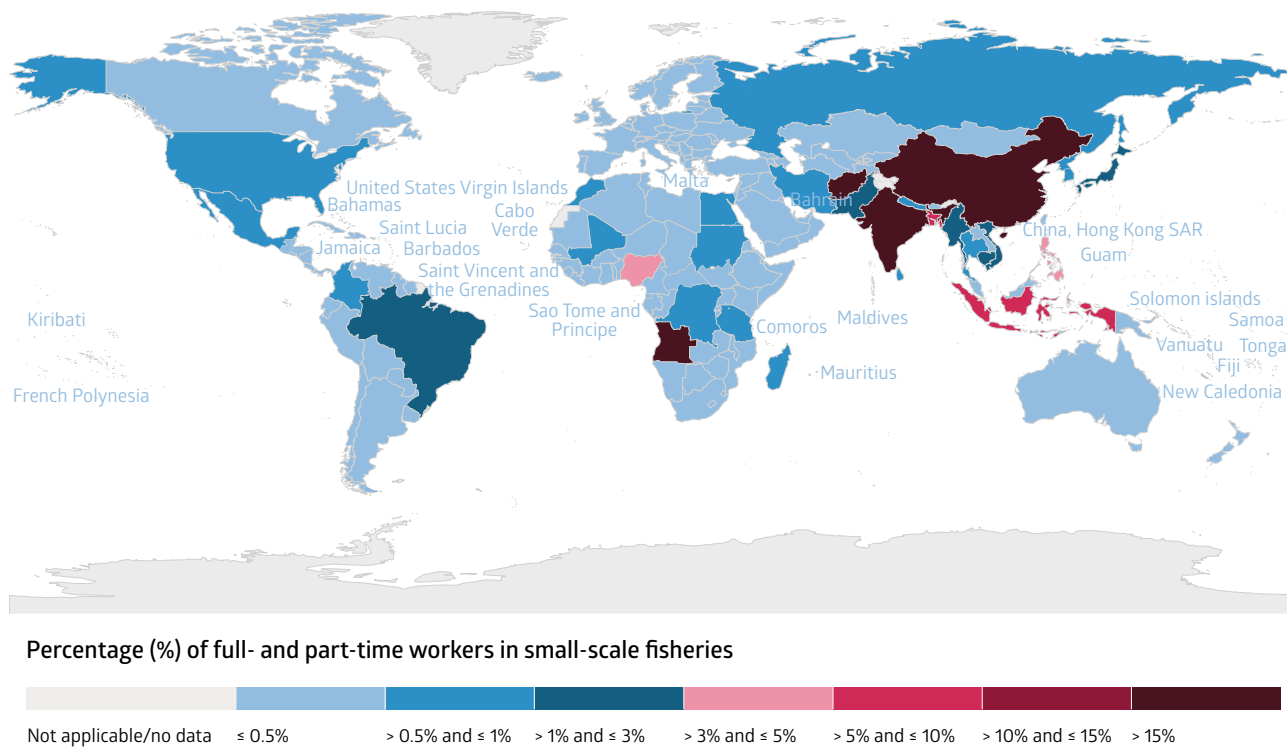 United States Virgin Islands
Bahamas
Malta
Bahrain
Cabo
Verde
Saint Lucia
Jamaica
Barbados
Saint Vincent and
the Grenadines
China, Hong Kong SAR
Guam
Sao Tome and
Principe
Comoros
Maldives
Mauritius
Solomon islands
Samoa
Kiribati
Vanuatu
Tonga
Fiji
French Polynesia
New Caledonia
Percentage (%) of full- and part-time workers in small-scale fisheries
Not applicable/no data
≤ 0.5%
> 0.5% and ≤ 1%
> 1% and ≤ 3%
> 3% and ≤ 5%
> 5% and ≤ 10%
> 10% and ≤ 15%
> 15%